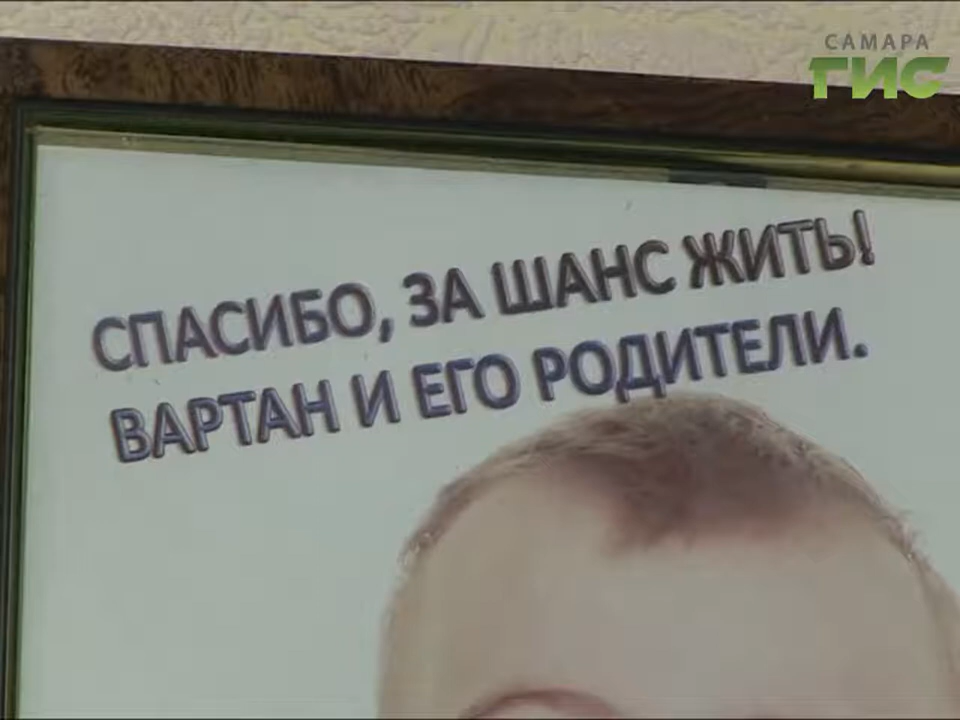 САМАРА
ГИС
СПАСИБО, ЗА ШАНС ЖИТЬ!
ВАРТАН И ЕГО РОДИТЕЛИ.